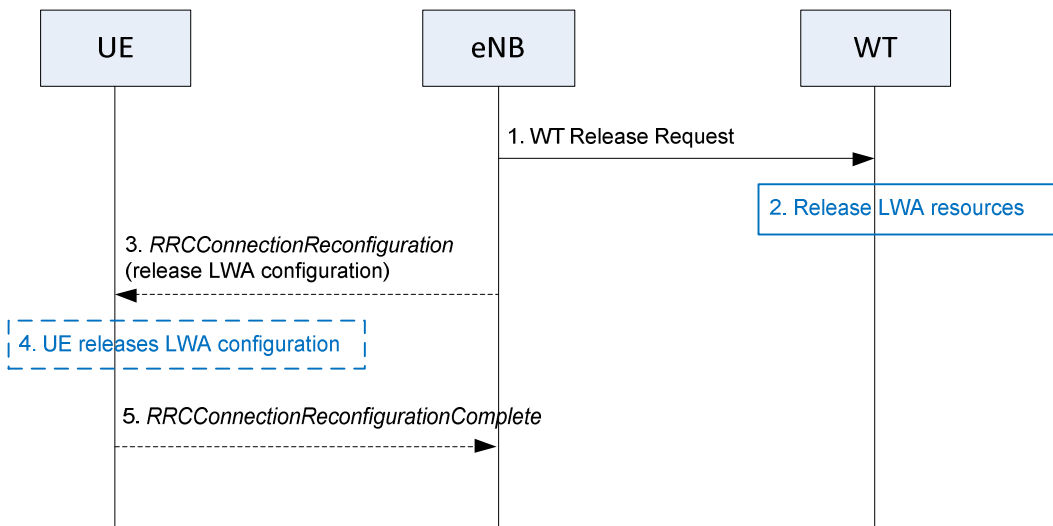 UE
eNB
WT
1. WT Release Request
2. Release LWA resources
3. RRCConnectionReconfiguration
(release LWA configuration)
4. UE releases LWA configuration
5. RRCConnectionReconfigurationComplete